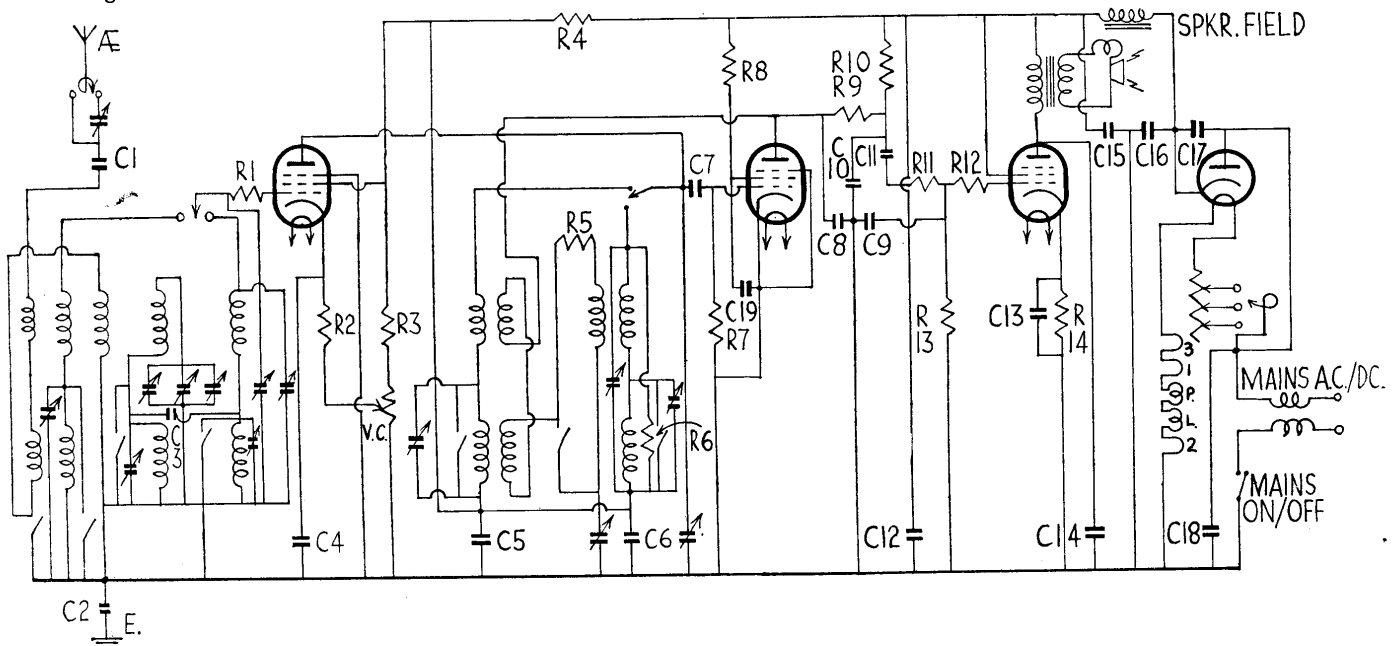 Æ
C1
R1
R2
R3
V.C.
C2
E.
C
3
C4
R4
R5
R6
C5
C6
C7
R7
C19
R8
R10
R9
C
10
C11
C8
C9
R11
R12
R
13
C12
C13
R
14
C14
SPKR. FIELD
C15
C16
C17
3
1
P.
L.
2
C18
MAINS A.C./DC.
MAINS
ON/OFF